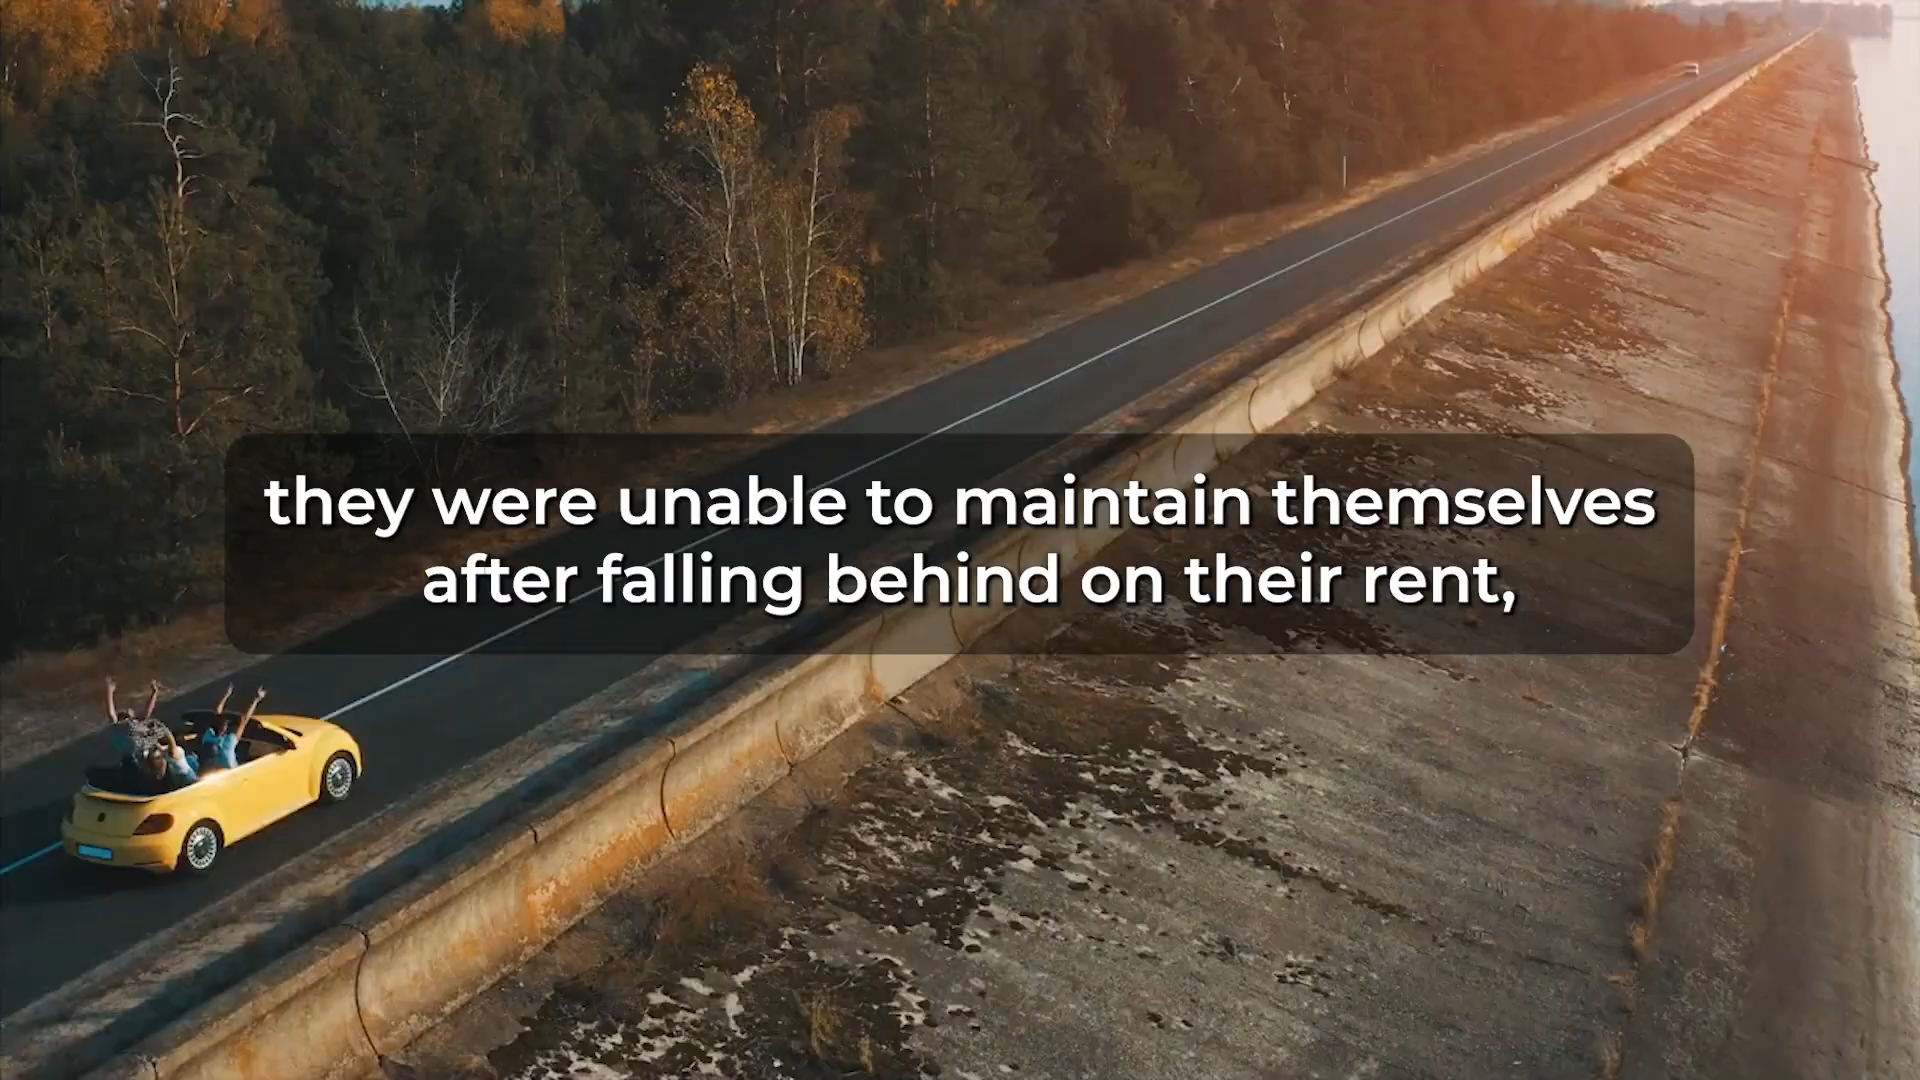 they were unable to maintain themselves
after falling behind on their rent,